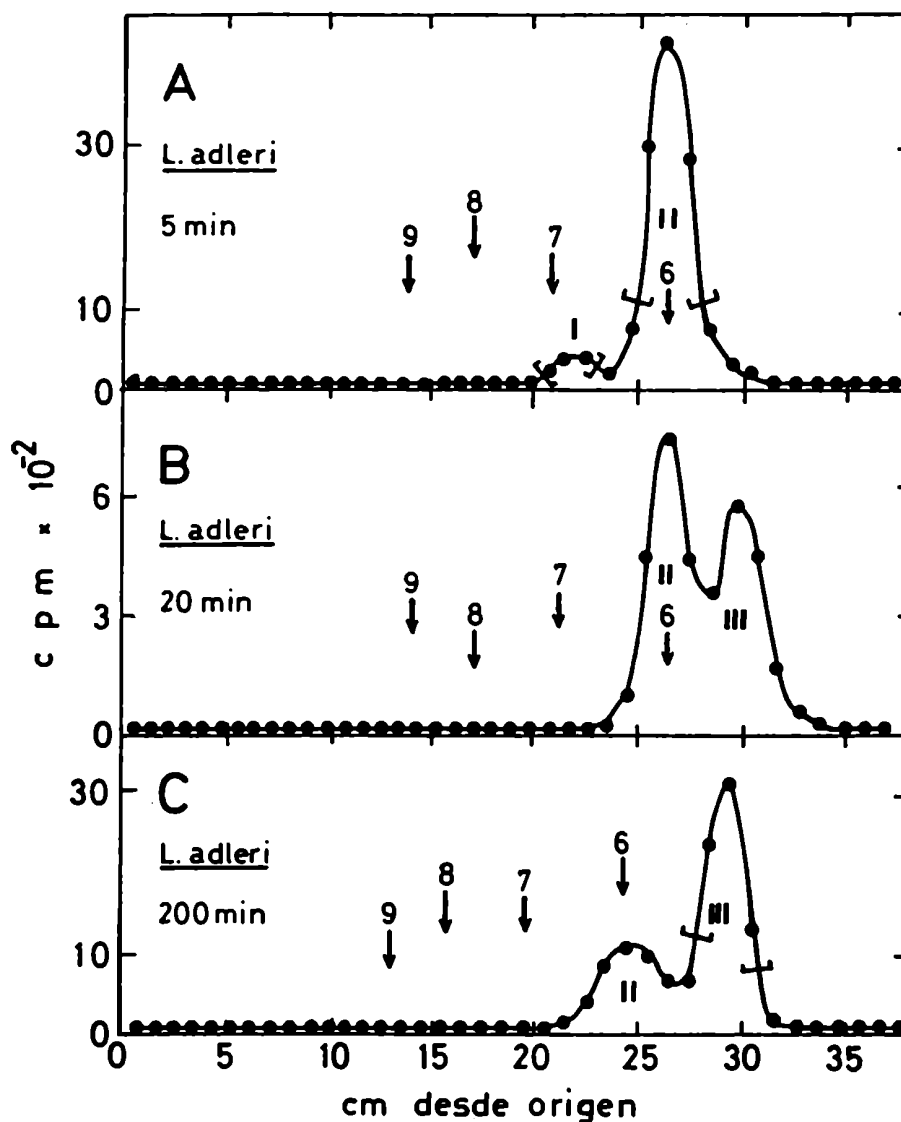 A
L. adleri
5 min
30
10
0
9
8
7
I
II
6
B
L. adleri
20 min
6
3
0
9
8
7
II
6
III
C
L. adleri
200 min
30
10
0
9
8
7
6
II
III
cpm × 10⁻²
0 5 10 15 20 25 30 35
cm desde origen